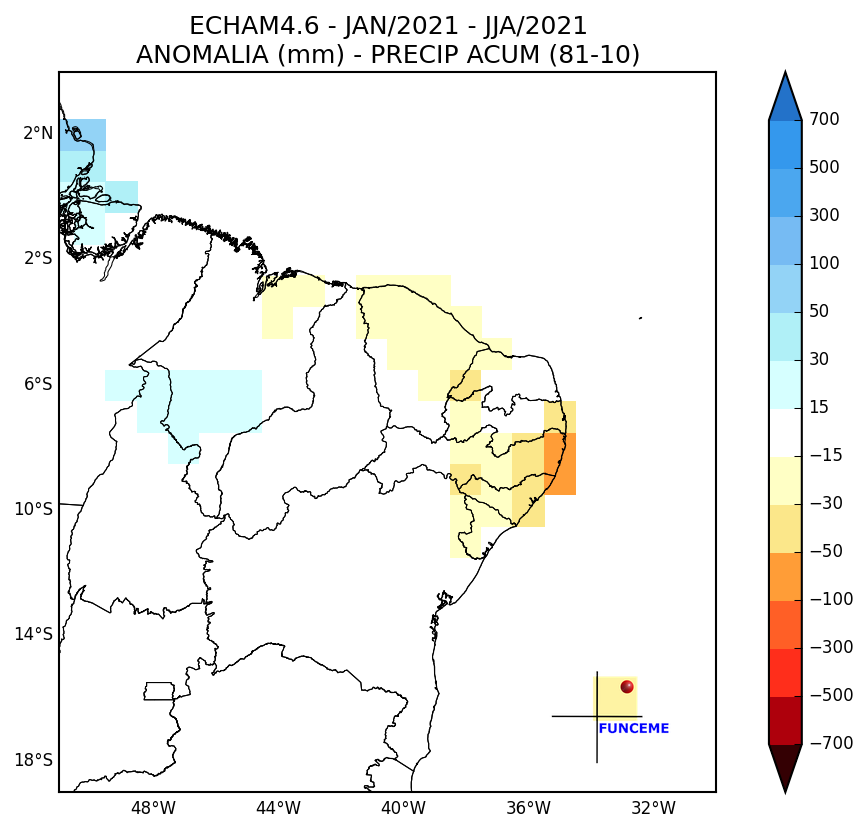 ECHAM4.6 - JAN/2021 - JJA/2021
ANOMALIA (mm) - PRECIP ACUM (81-10)
2°N
2°S
6°S
10°S
14°S
18°S
48°W 44°W 40°W 36°W 32°W
700
500
300
100
50
30
15
−15
−30
−50
−100
−300
−500
−700
FUNCEME